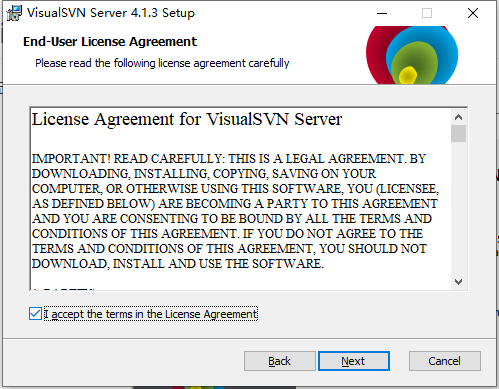 VisualSVN Server 4.1.3 Setup
End-User License Agreement
Please read the following license agreement carefully
License Agreement for VisualSVN Server
IMPORTANT! READ CAREFULLY: THIS IS A LEGAL AGREEMENT. BY
DOWNLOADING, INSTALLING, COPYING, SAVING ON YOUR
COMPUTER, OR OTHERWISE USING THIS SOFTWARE, YOU (LICENSEE,
AS DEFINED BELOW) ARE BECOMING A PARTY TO THIS AGREEMENT
AND YOU ARE CONSENTING TO BE BOUND BY ALL THE TERMS AND
CONDITIONS OF THIS AGREEMENT. IF YOU DO NOT AGREE TO THE
TERMS AND CONDITIONS OF THIS AGREEMENT, YOU SHOULD NOT
DOWNLOAD, INSTALL AND USE THE SOFTWARE.
I accept the terms in the License Agreement
Back Next Cancel